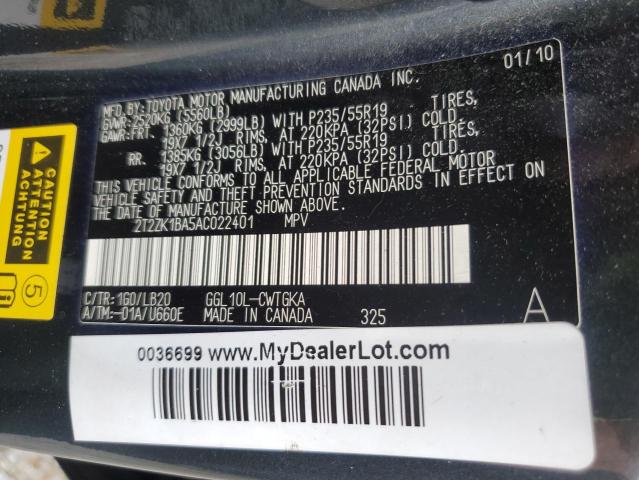 01/10
MFD. BY: TOYOTA MOTOR MANUFACTURING CANADA INC.
GVWR: 2520KG (5560LB)
GAWR: FRT. 1360KG (2999LB) WITH P235/55R19 TIRES,
19X7 1/2J RIMS, AT 220KPA (32PSI) COLD.
RR. 1385KG (3056LB) WITH P235/55R19 TIRES,
19X7 1/2J RIMS, AT 220KPA (32PSI) COLD.
THIS VEHICLE CONFORMS TO ALL APPLICABLE FEDERAL MOTOR
VEHICLE SAFETY AND THEFT PREVENTION STANDARDS IN EFFECT ON
THE DATE OF MANUFACTURE SHOWN ABOVE.
2T2ZK1BA5AC022401 MPV
C/TR: 1G0/LB20 GGL10L-CWTGKA
A/TM: -01A/U660E MADE IN CANADA 325 A
0036699 www.MyDealerLot.com
CAUTION
ATTENTION
CAUTION
5